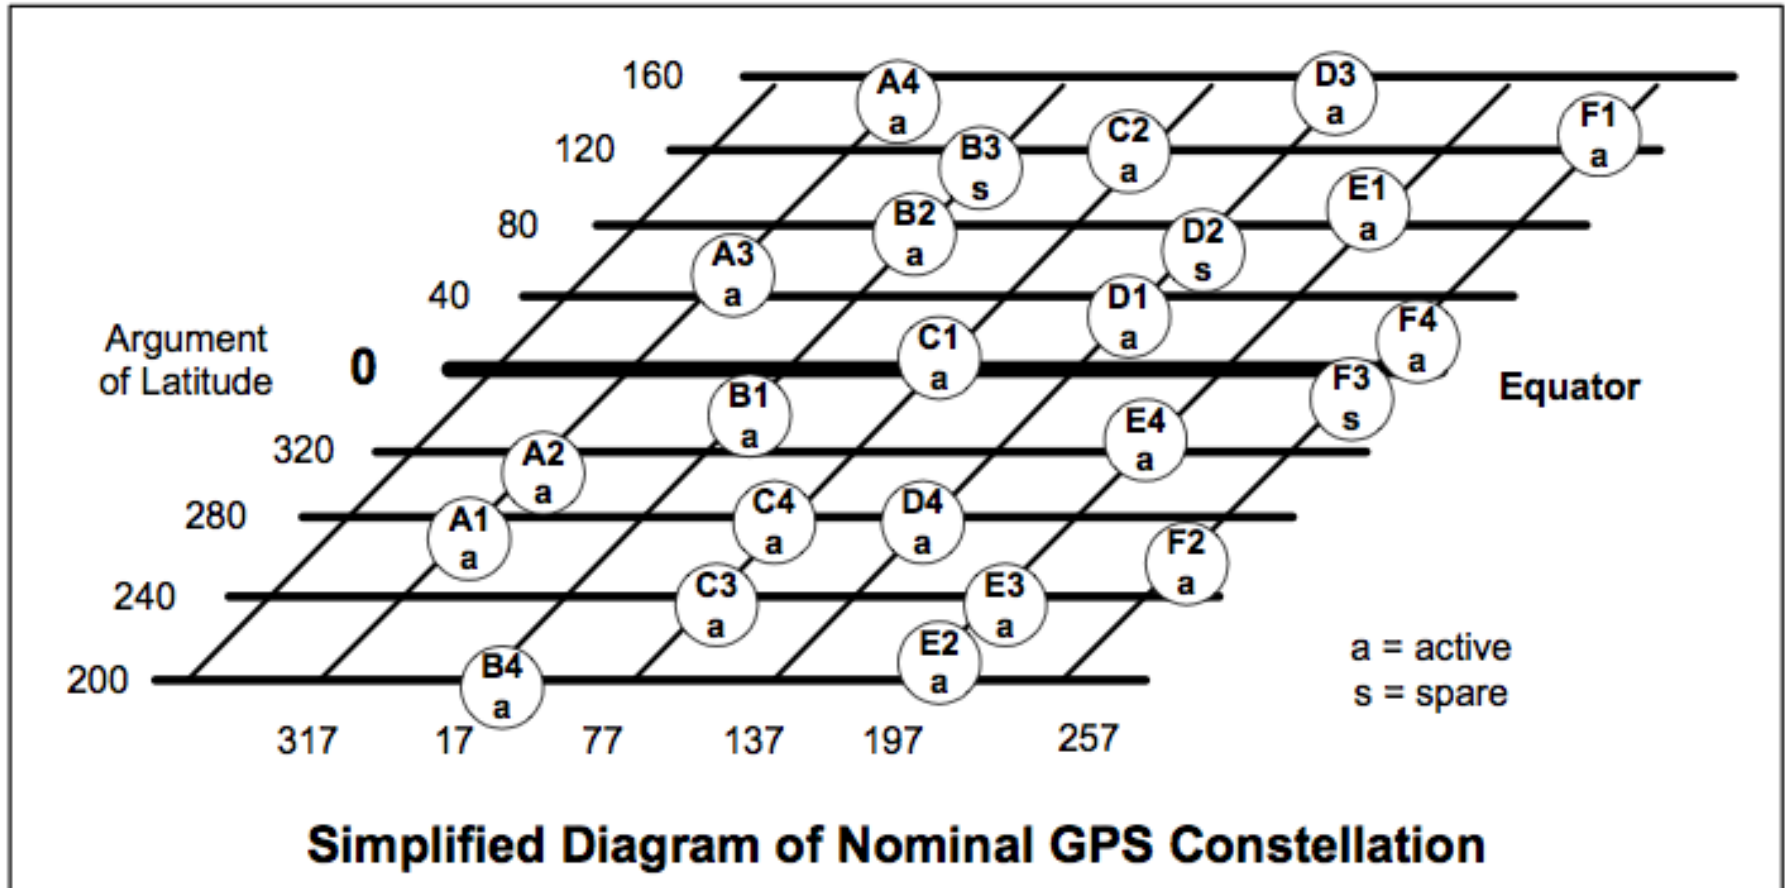 160
A4
a
D3
a
120
B3
s
C2
a
F1
a
80
B2
a
D2
s
E1
a
40
A3
a
D1
a
F4
a
Argument
of Latitude
0
C1
a
F3
s
Equator
320
A2
a
B1
a
E4
a
280
A1
a
C4
a
D4
a
F2
a
240
C3
a
E3
a
200
B4
a
E2
a
a = active
s = spare
317 17 77 137 197 257
Simplified Diagram of Nominal GPS Constellation